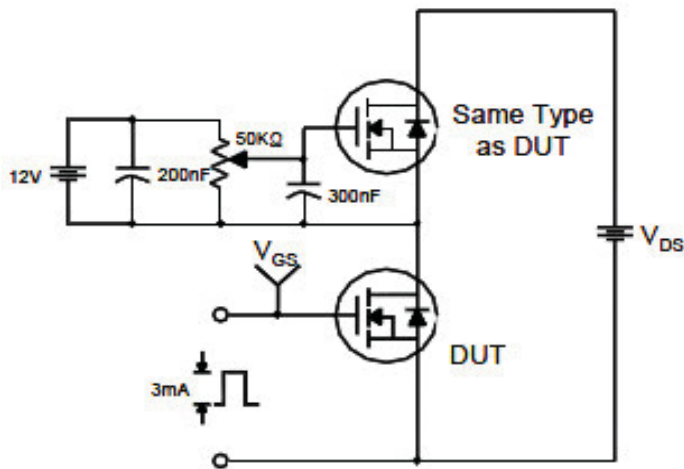 Same Type
as DUT
50KΩ
12V
200nF
300nF
VGS
VDS
DUT
3mA